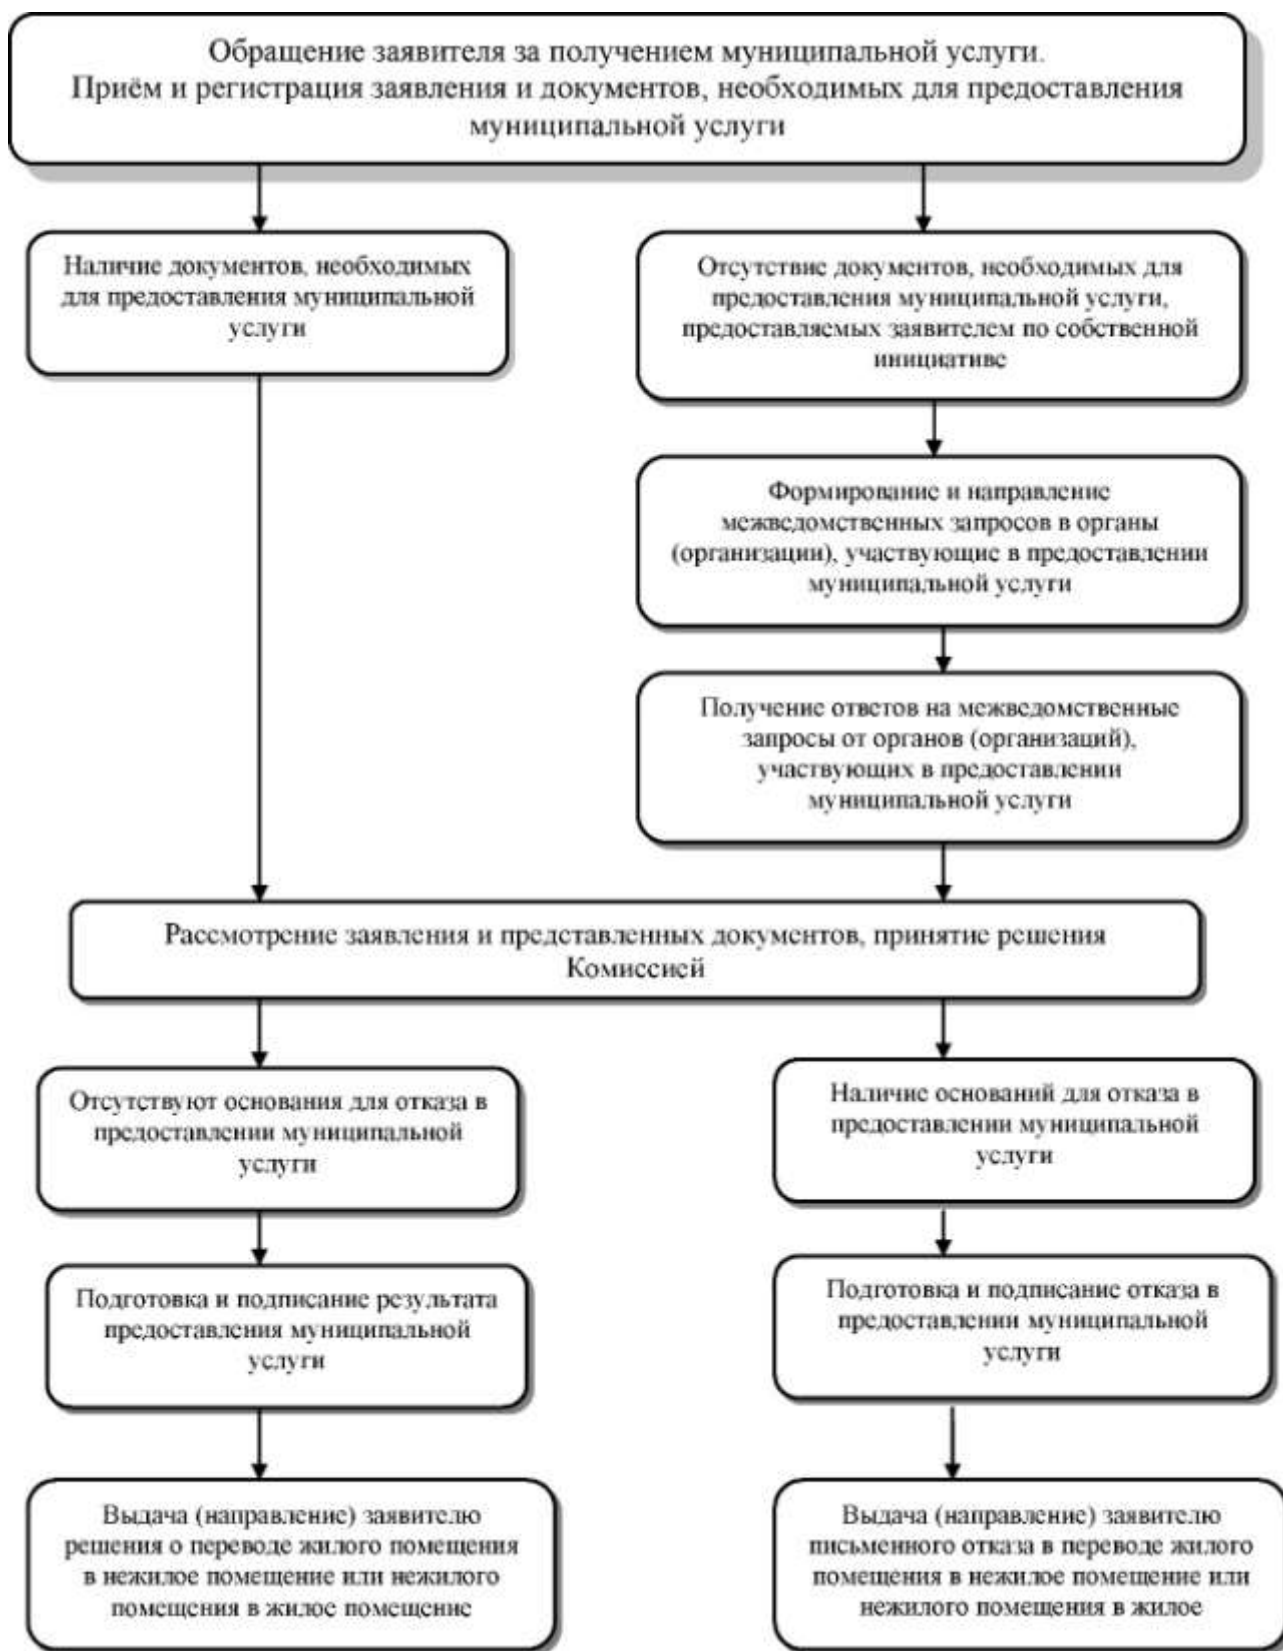 Обращение заявителя за получением муниципальной услуги.
Приём и регистрация заявления и документов, необходимых для предоставления
муниципальной услуги
Наличие документов, необходимых
для предоставления муниципальной
услуги
Отсутствие документов, необходимых для
предоставления муниципальной услуги,
предоставляемых заявителем по собственной
инициативе
Формирование и направление
межведомственных запросов в органы
(организации), участвующие в предоставлении
муниципальной услуги
Получение ответов на межведомственные
запросы от органов (организаций),
участвующих в предоставлении
муниципальной услуги
Рассмотрение заявления и представленных документов, принятие решения
Комиссией
Отсутствуют основания для отказа в
предоставлении муниципальной
услуги
Наличие оснований для отказа в
предоставлении муниципальной
услуги
Подготовка и подписание результата
предоставления муниципальной
услуги
Подготовка и подписание отказа в
предоставлении муниципальной
услуги
Выдача (направление) заявителю
решения о переводе жилого помещения
в нежилое помещение или нежилого
помещения в жилое помещение
Выдача (направление) заявителю
письменного отказа в переводе жилого
помещения в нежилое помещение или
нежилого помещения в жилое